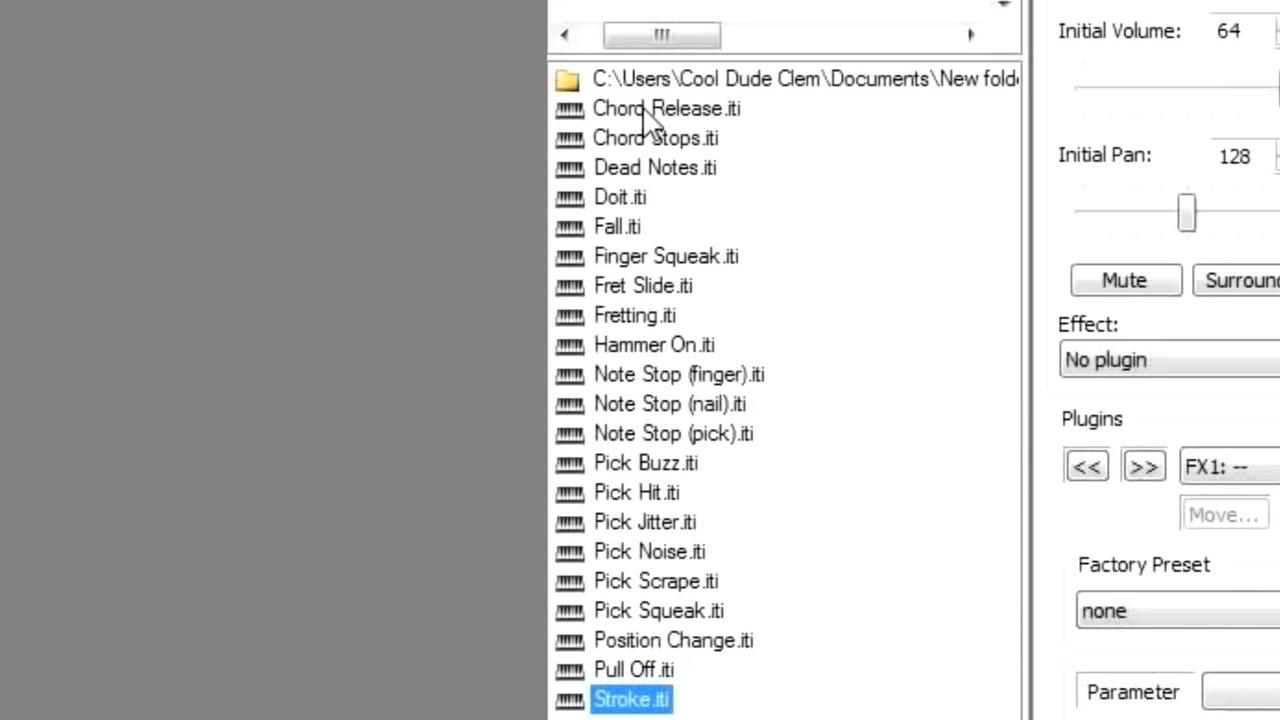 C:\Users\Cool Dude Clem\Documents\New fold
Chord Release.iti
Chord Stops.iti
Dead Notes.iti
Doit.iti
Fall.iti
Finger Squeak.iti
Fret Slide.iti
Fretting.iti
Hammer On.iti
Note Stop (finger).iti
Note Stop (nail).iti
Note Stop (pick).iti
Pick Buzz.iti
Pick Hit.iti
Pick Jitter.iti
Pick Noise.iti
Pick Scrape.iti
Pick Squeak.iti
Position Change.iti
Pull Off.iti
Stroke.iti
Initial Volume: 64
Initial Pan: 128
Mute Surround
Effect:
No plugin
Plugins
<< >> FX1: --
Move...
Factory Preset
none
Parameter